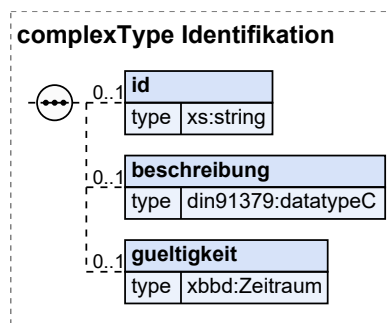 complexType Identifikation
0..1 id
type xs:string
0..1 beschreibung
type din91379:datatypeC
0..1 gueltigkeit
type xbbd:Zeitraum